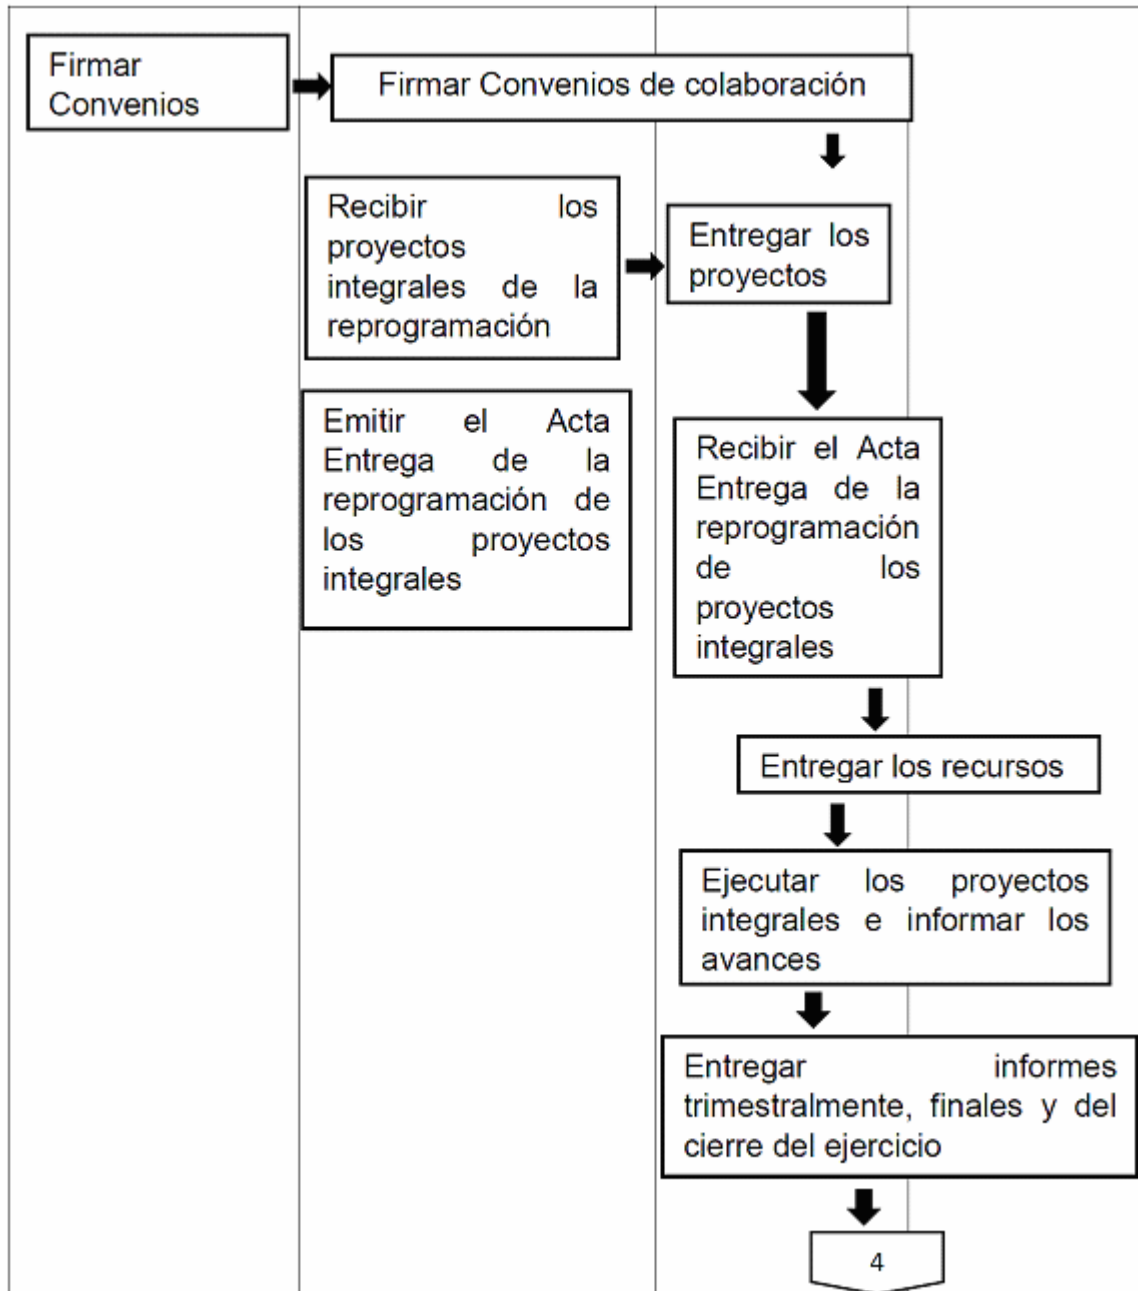 Firmar
Convenios
Firmar Convenios de colaboración
Recibir los
proyectos
integrales de la
reprogramación
Entregar los
proyectos
Emitir el Acta
Entrega de la
reprogramación de
los proyectos
integrales
Recibir el Acta
Entrega de la
reprogramación
de los
proyectos
integrales
Entregar los recursos
Ejecutar los proyectos
integrales e informar los
avances
Entregar informes
trimestralmente, finales y del
cierre del ejercicio
4